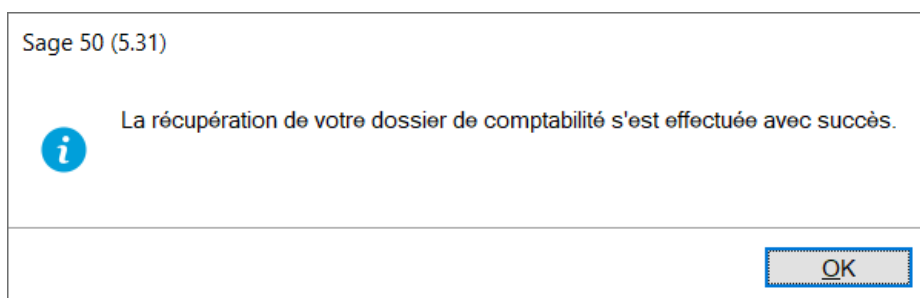 Sage 50 (5.31)
La récupération de votre dossier de comptabilité s'est effectuée avec succès.
OK